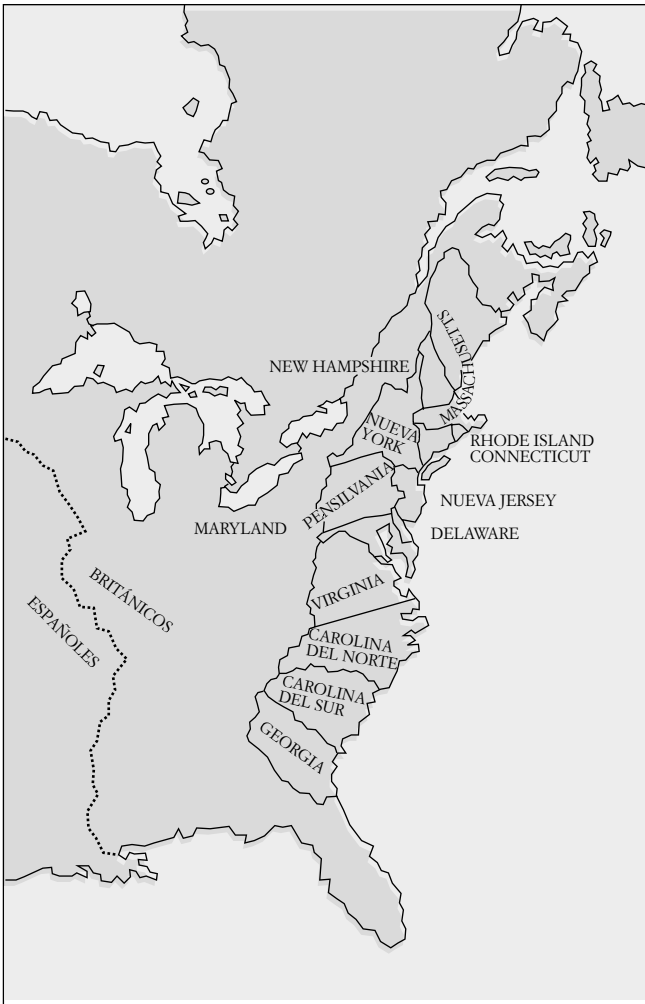 NEW HAMPSHIRE
MASSACHUSETTS
NUEVA
YORK
RHODE ISLAND
CONNECTICUT
PENSILVANIA
NUEVA JERSEY
MARYLAND
DELAWARE
BRITÁNICOS
ESPAÑOLES
VIRGINIA
CAROLINA
DEL NORTE
CAROLINA
DEL SUR
GEORGIA